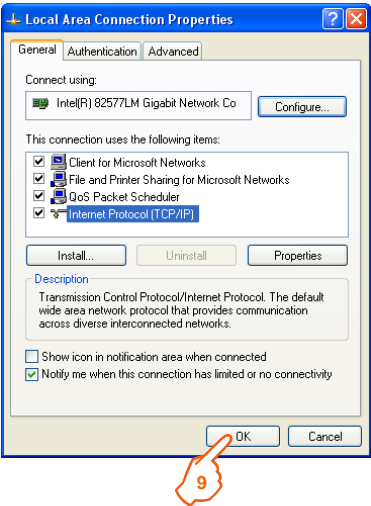 Local Area Connection Properties
General Authentication Advanced
Connect using:
Intel(R) 82577LM Gigabit Network Co
Configure...
This connection uses the following items:
Client for Microsoft Networks
File and Printer Sharing for Microsoft Networks
QoS Packet Scheduler
Internet Protocol (TCP/IP)
Install... Uninstall Properties
Description
Transmission Control Protocol/Internet Protocol. The default
wide area network protocol that provides communication
across diverse interconnected networks.
Show icon in notification area when connected
Notify me when this connection has limited or no connectivity
OK Cancel
9